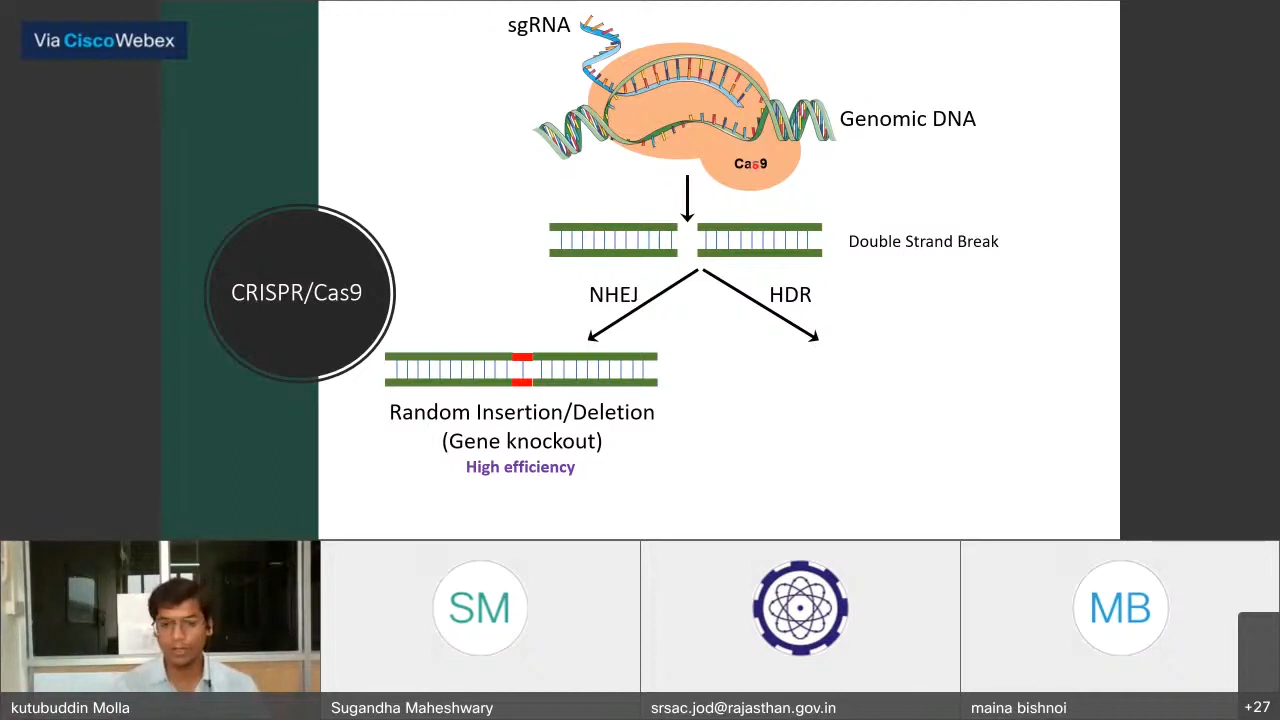 Via CiscoWebex
sgRNA
Genomic DNA
Cas9
Double Strand Break
CRISPR/Cas9
NHEJ
HDR
Random Insertion/Deletion
(Gene knockout)
High efficiency
SM
MB
kutubuddin Molla
Sugandha Maheshwary
srsac.jod@rajasthan.gov.in
maina bishnoi
+27